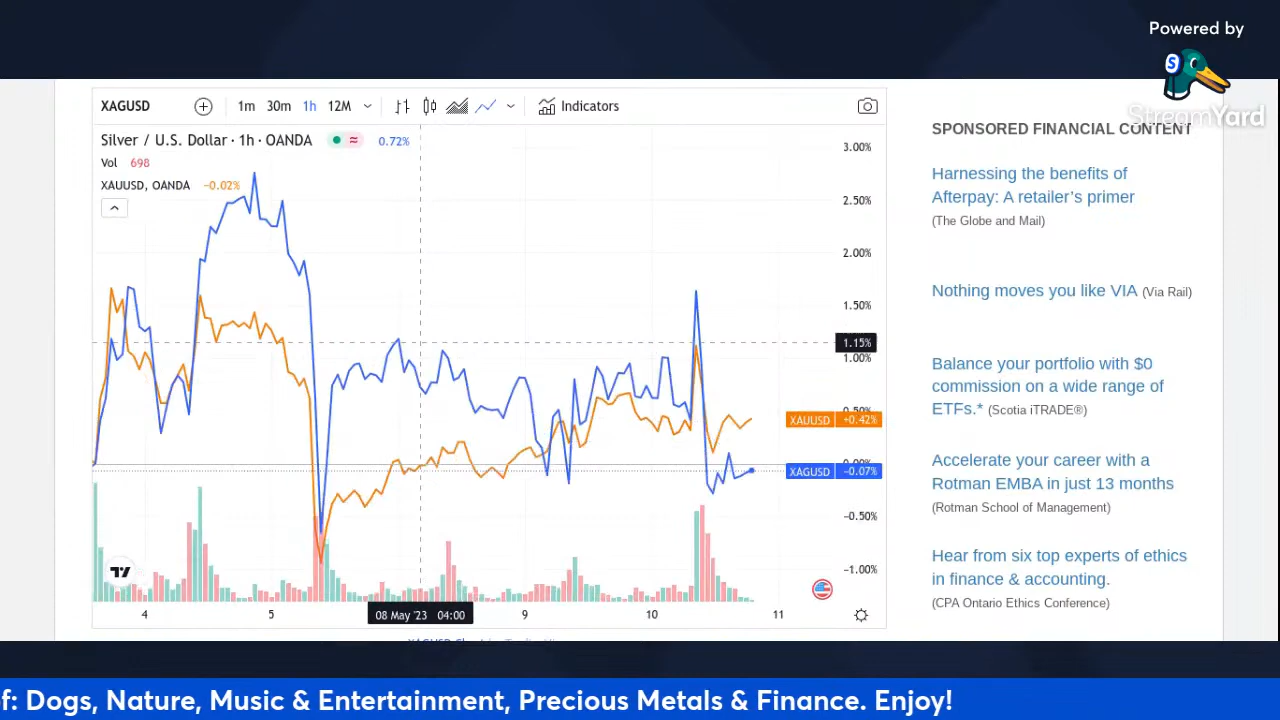 Powered by
StreamYard
XAGUSD
1m 30m 1h 12M
Indicators
Silver / U.S. Dollar · 1h · OANDA
0.72%
Vol 698
XAUUSD, OANDA −0.02%
3.00%
2.50%
2.00%
1.50%
1.15%
1.00%
0.50%
XAUUSD +0.42%
0.00%
XAGUSD −0.07%
−0.50%
−1.00%
4
5
08 May '23 04:00
9
10
11
SPONSORED FINANCIAL CONTENT
Harnessing the benefits of
Afterpay: A retailer’s primer
(The Globe and Mail)
Nothing moves you like VIA (Via Rail)
Balance your portfolio with $0
commission on a wide range of
ETFs.* (Scotia iTRADE®)
Accelerate your career with a
Rotman EMBA in just 13 months
(Rotman School of Management)
Hear from six top experts of ethics
in finance & accounting.
(CPA Ontario Ethics Conference)
f: Dogs, Nature, Music & Entertainment, Precious Metals & Finance. Enjoy!